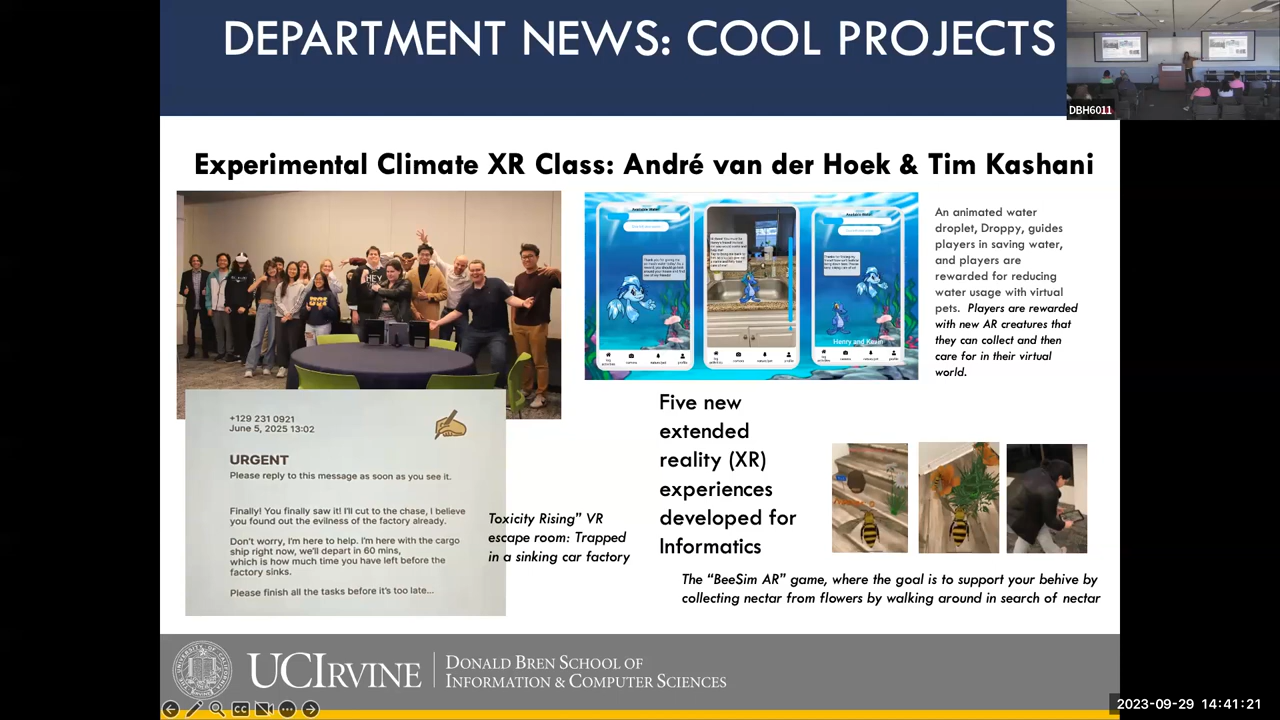 DEPARTMENT NEWS: COOL PROJECTS
DBH6011
Experimental Climate XR Class: André van der Hoek & Tim Kashani
An animated water
droplet, Droppy, guides
players in saving water,
and players are
rewarded for reducing
water usage with virtual
pets. Players are rewarded
with new AR creatures that
they can collect and then
care for in their virtual
world.
Henry and Kevin
+129 231 0921
June 5, 2025 13:02
URGENT
Please reply to this message as soon as you see it.
Finally! You finally saw it! I'll cut to the chase, I believe
you found out the evilness of the factory already.
Don't worry, I'm here to help. I'm here with the cargo
ship right now, we'll depart in 60 mins,
which is how much time you have left before the
factory sinks.
Please finish all the tasks before it's too late...
Toxicity Rising” VR
escape room: Trapped
in a sinking car factory
Five new
extended
reality (XR)
experiences
developed for
Informatics
The “BeeSim AR” game, where the goal is to support your behive by
collecting nectar from flowers by walking around in search of nectar
UCIRVINE
DONALD BREN SCHOOL OF
INFORMATION & COMPUTER SCIENCES
CC
2023-09-29 14:41:21